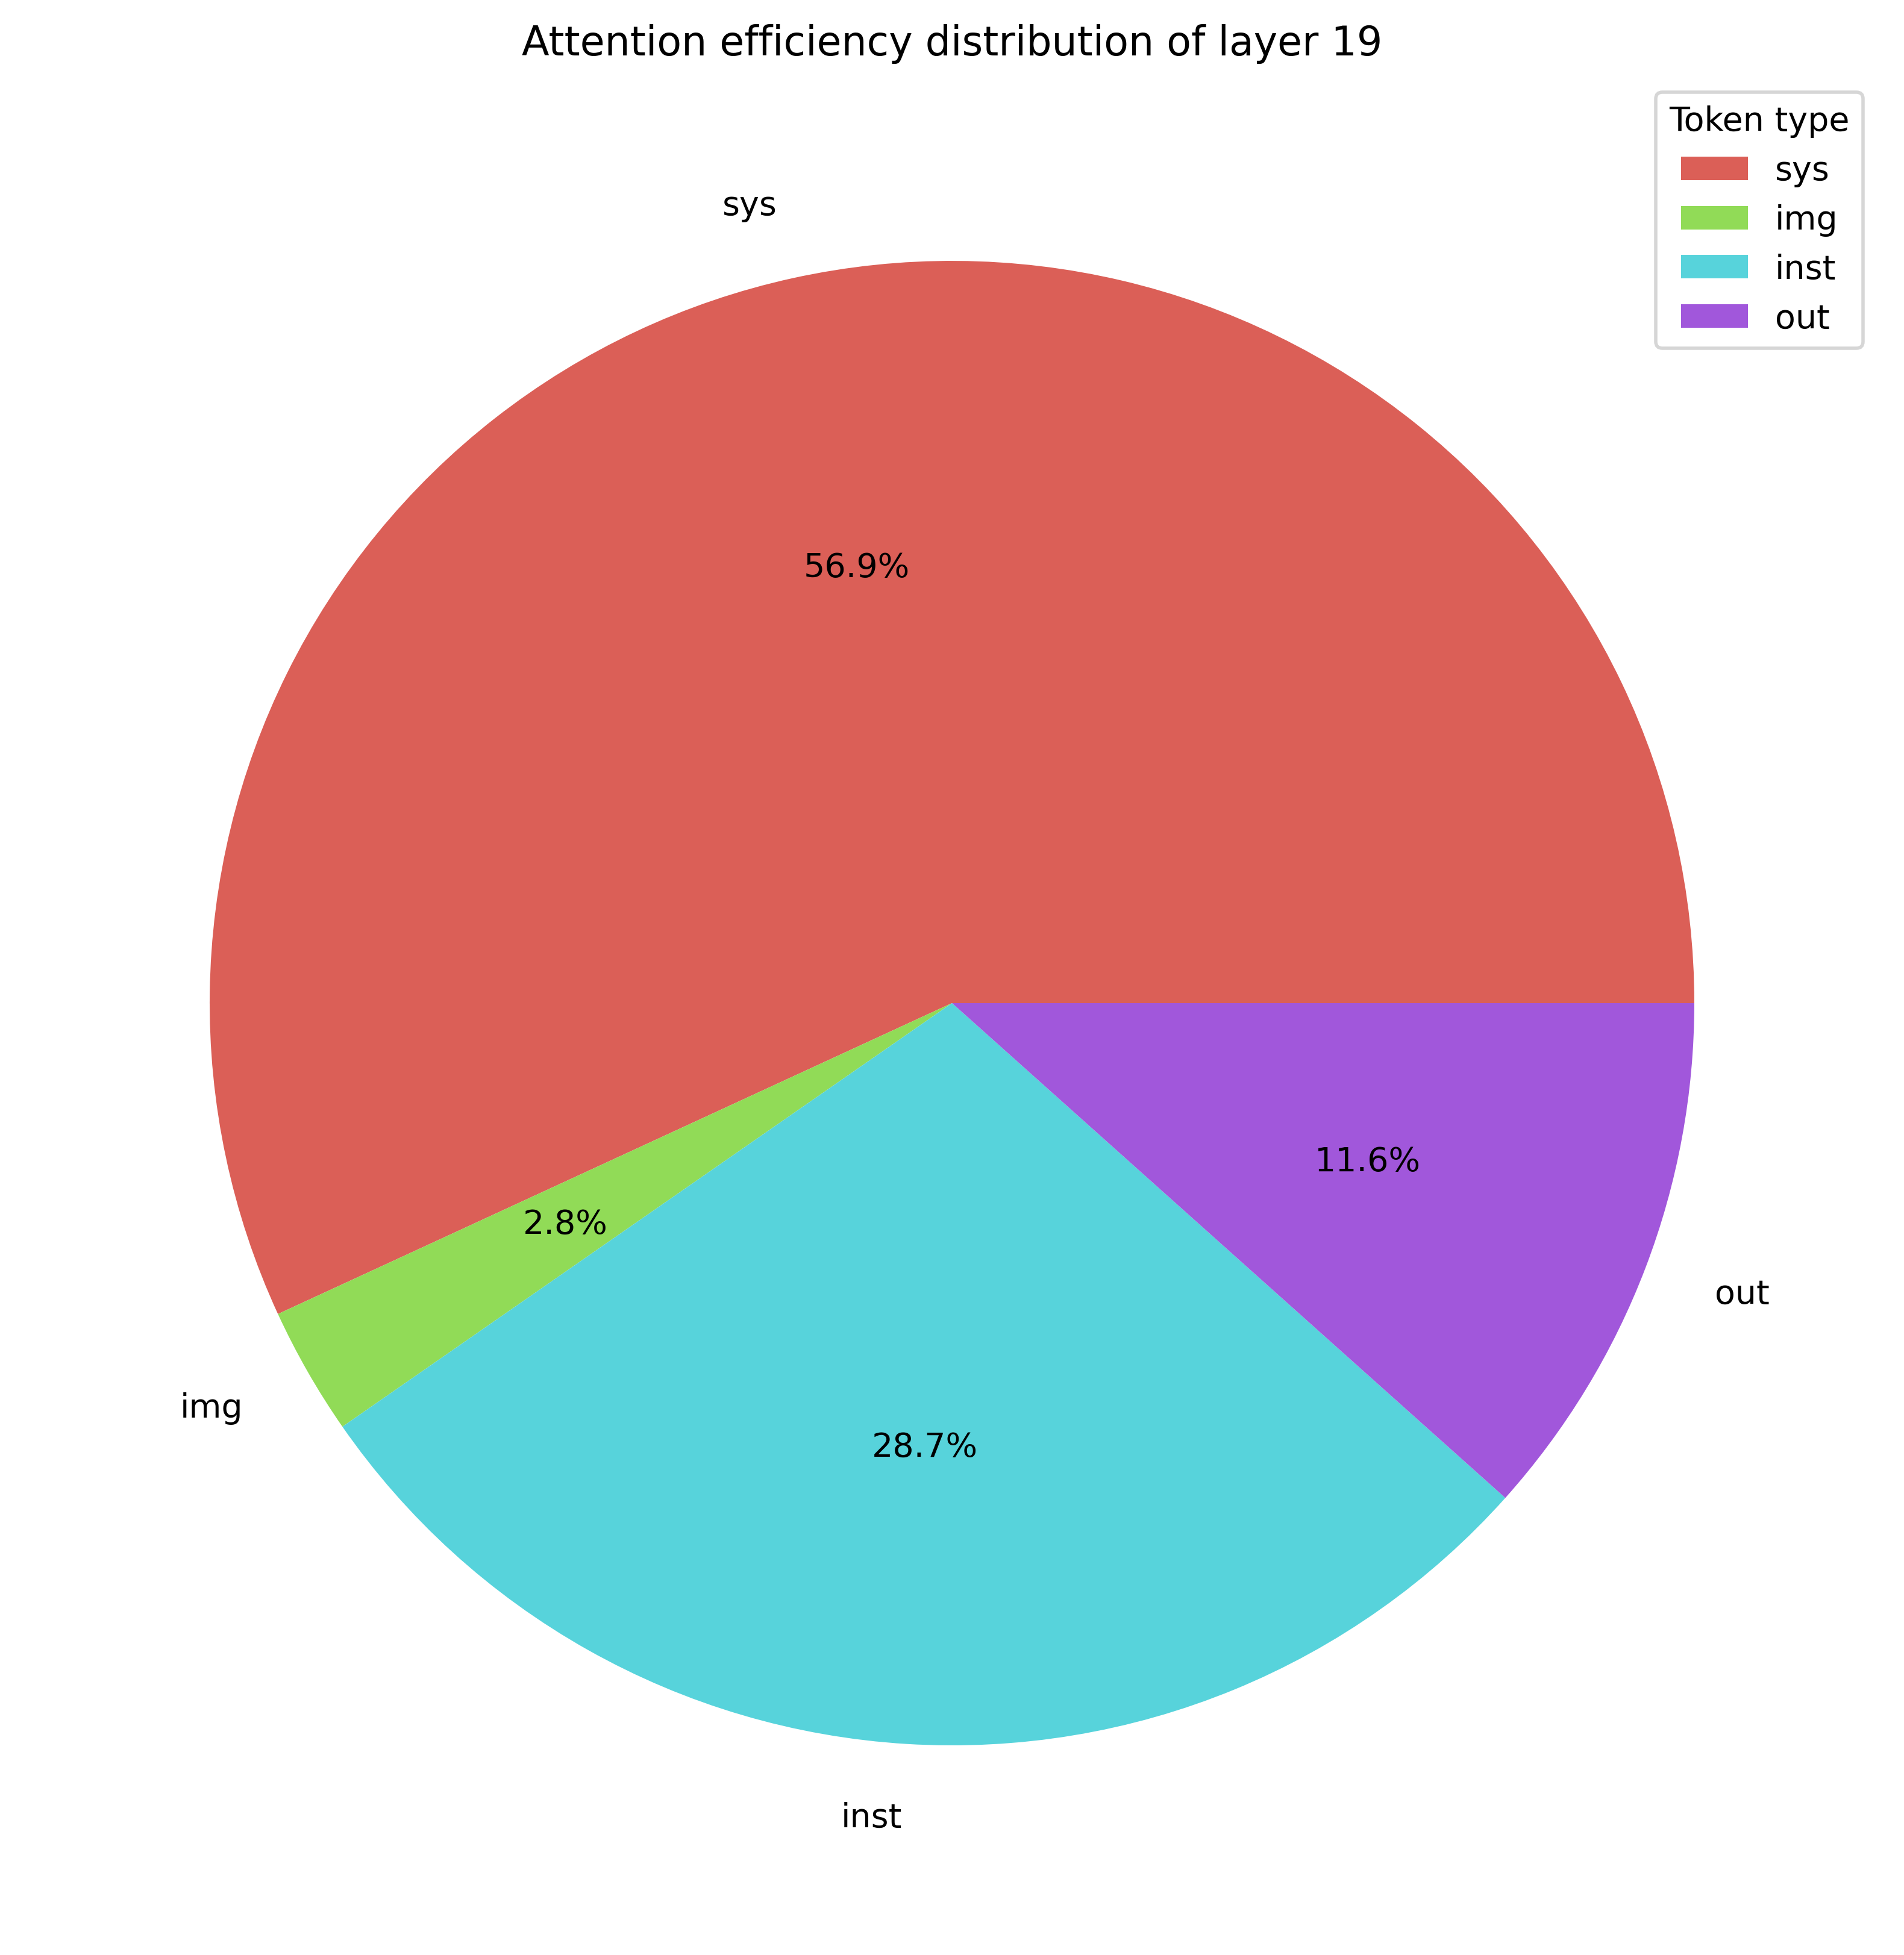 Attention efficiency distribution of layer 19
Token type
sys
img
inst
out
sys
56.9%
2.8%
11.6%
out
img
28.7%
inst